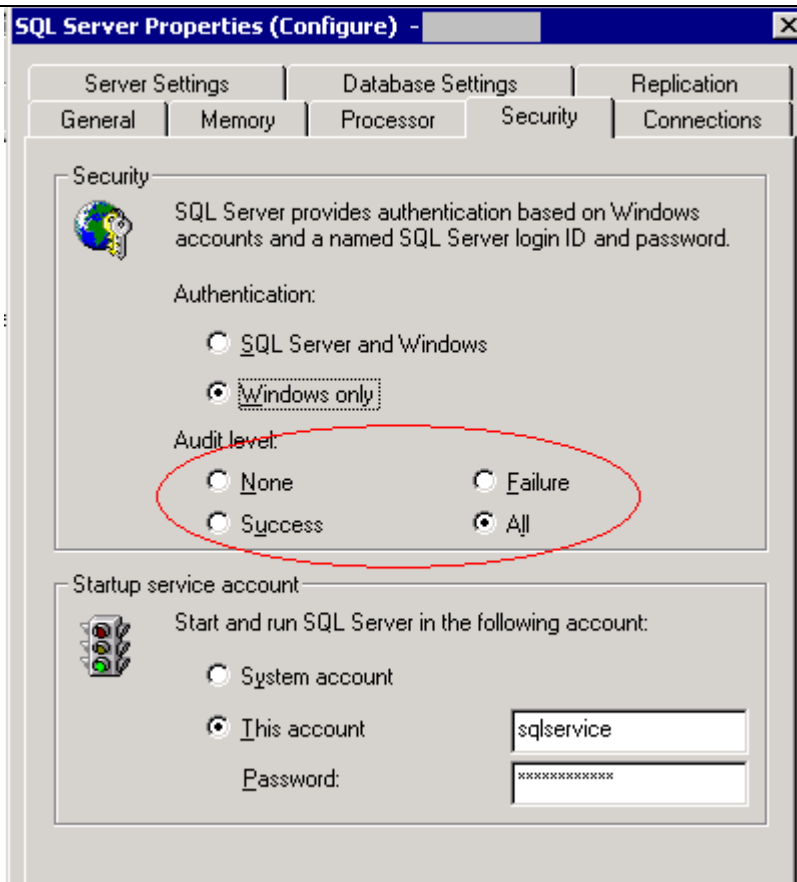 SQL Server Properties (Configure) -
Server Settings
Database Settings
Replication
General
Memory
Processor
Security
Connections
Security
SQL Server provides authentication based on Windows
accounts and a named SQL Server login ID and password.
Authentication:
SQL Server and Windows
Windows only
Audit level:
None
Failure
Success
All
Startup service account
Start and run SQL Server in the following account:
System account
This account
sqlservice
Password:
xxxxxxxxxxxx